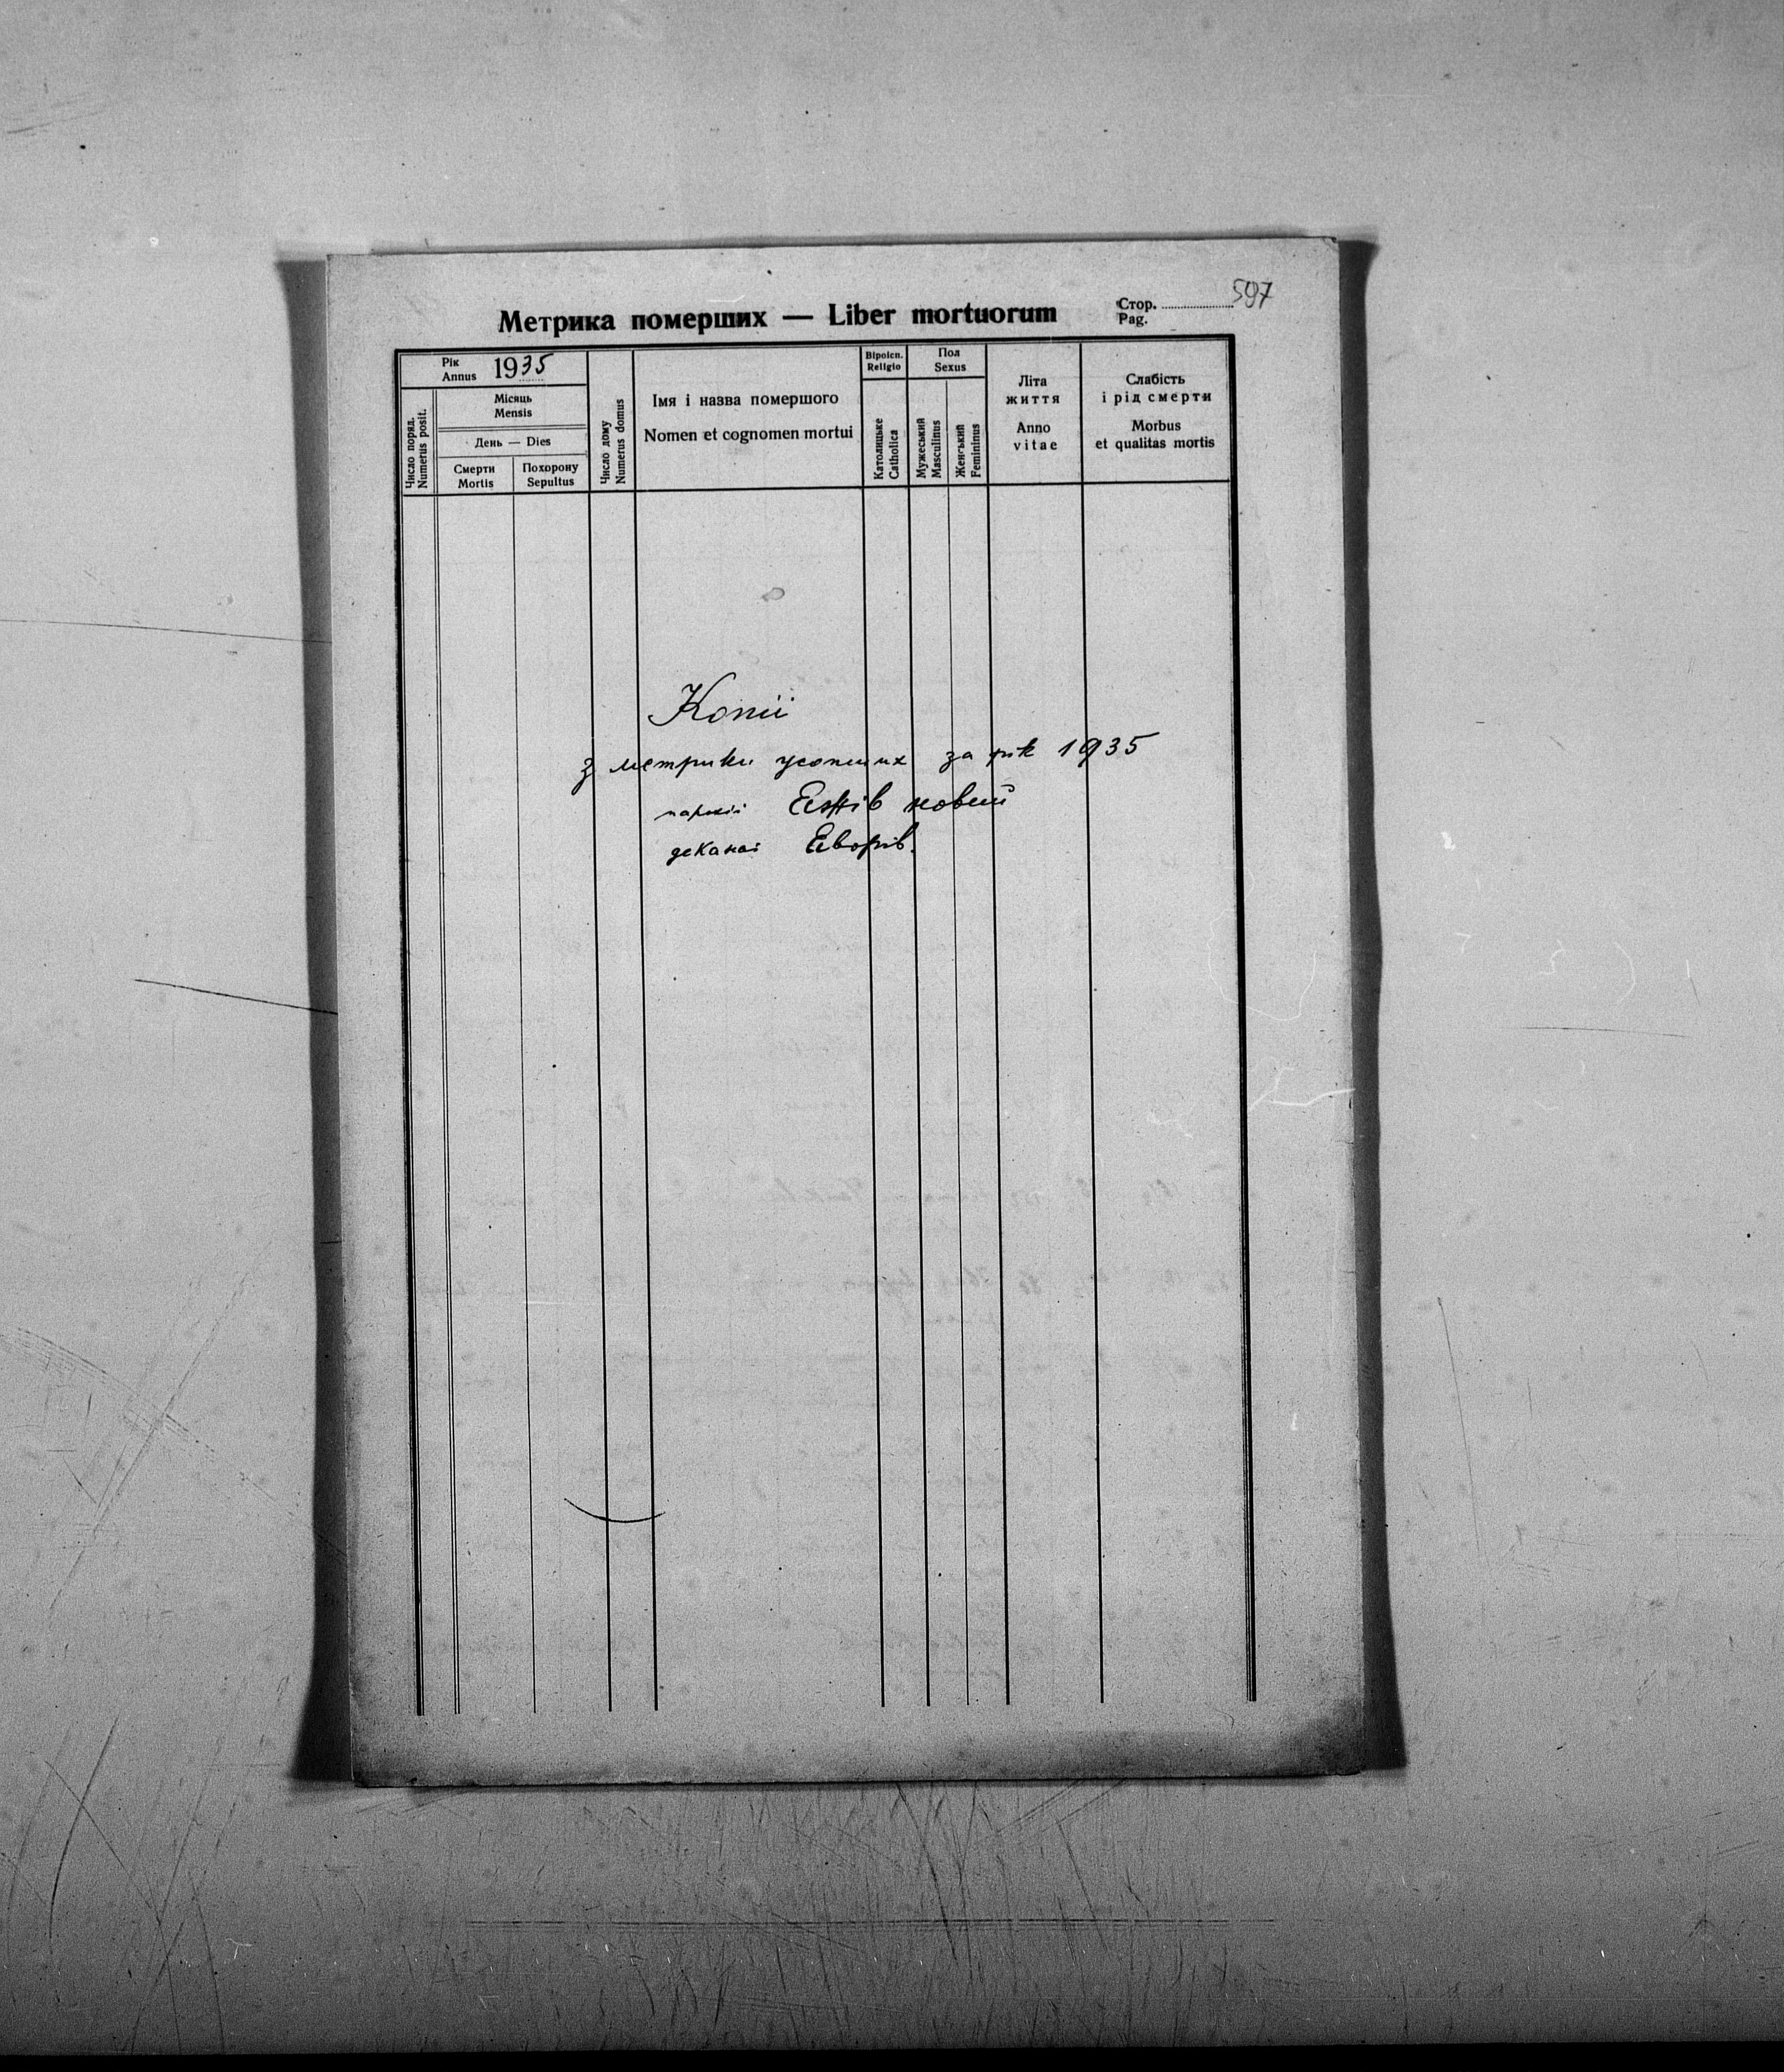 Метрика померших — Liber mortuorum
Стор. 597
Pag.
Рік
Annus 1935
Місяць
Mensis
День — Dies
Смерти
Mortis
Похорону
Sepultus
Число поряд.
Numerus posit.
Число дому
Numerus domus
Імя і назва помершого
Nomen et cognomen mortui
Віроісп.
Religio
Католицьке
Catholica
Пол
Sexus
Мужеський
Masculinus
Женський
Femininus
Літа
життя
Anno
vitae
Слабість
і рід смерти
Morbus
et qualitas mortis
Копії
з метрики усопших за рік 1935
парохії новий
деканат